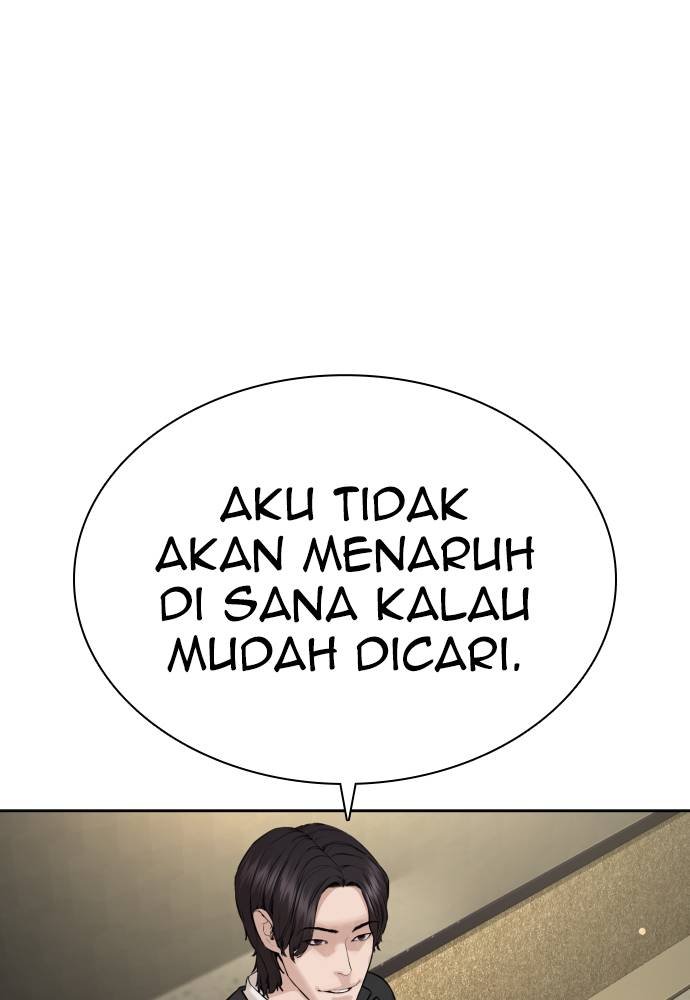 AKU TIDAK
AKAN MENARUH
DI SANA KALAU
MUDAH DICARI.